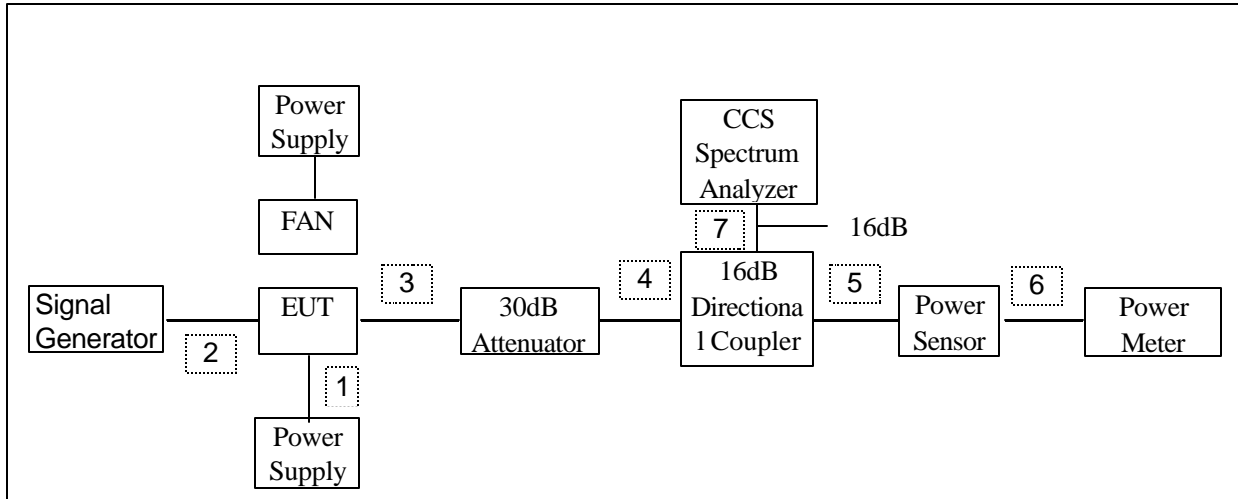 Power
Supply
CCS
Spectrum
Analyzer
FAN
7
16dB
3
4
16dB
Directiona
l Coupler
5
6
Signal
Generator
EUT
30dB
Attenuator
Power
Sensor
Power
Meter
2
1
Power
Supply